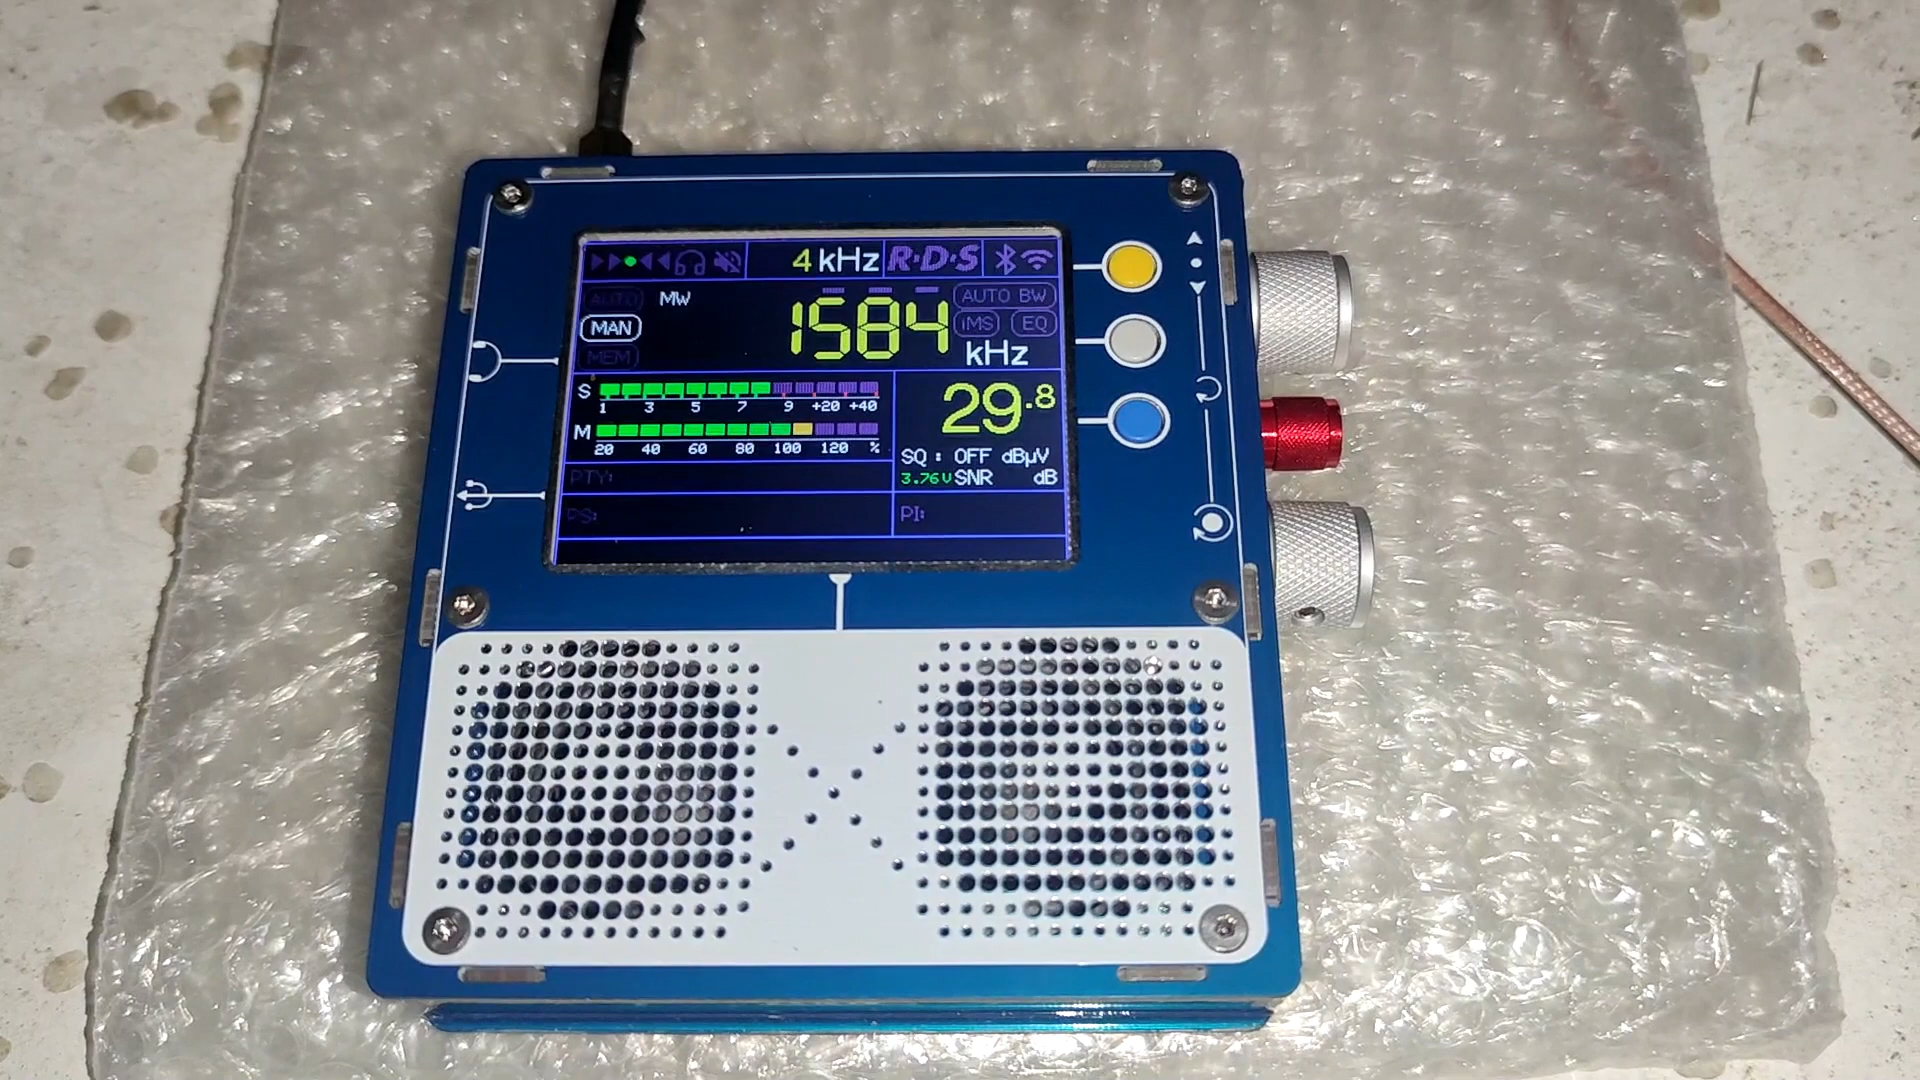 4 kHz R·D·S
AUTO MW 1584 kHz AUTO BW
MAN iMS EQ
MEM
S 1 3 5 7 9 +20 +40
M 20 40 60 80 100 120 %
29.8
SQ : OFF dBµV
3.76V SNR dB
PTY:
PS: PI: